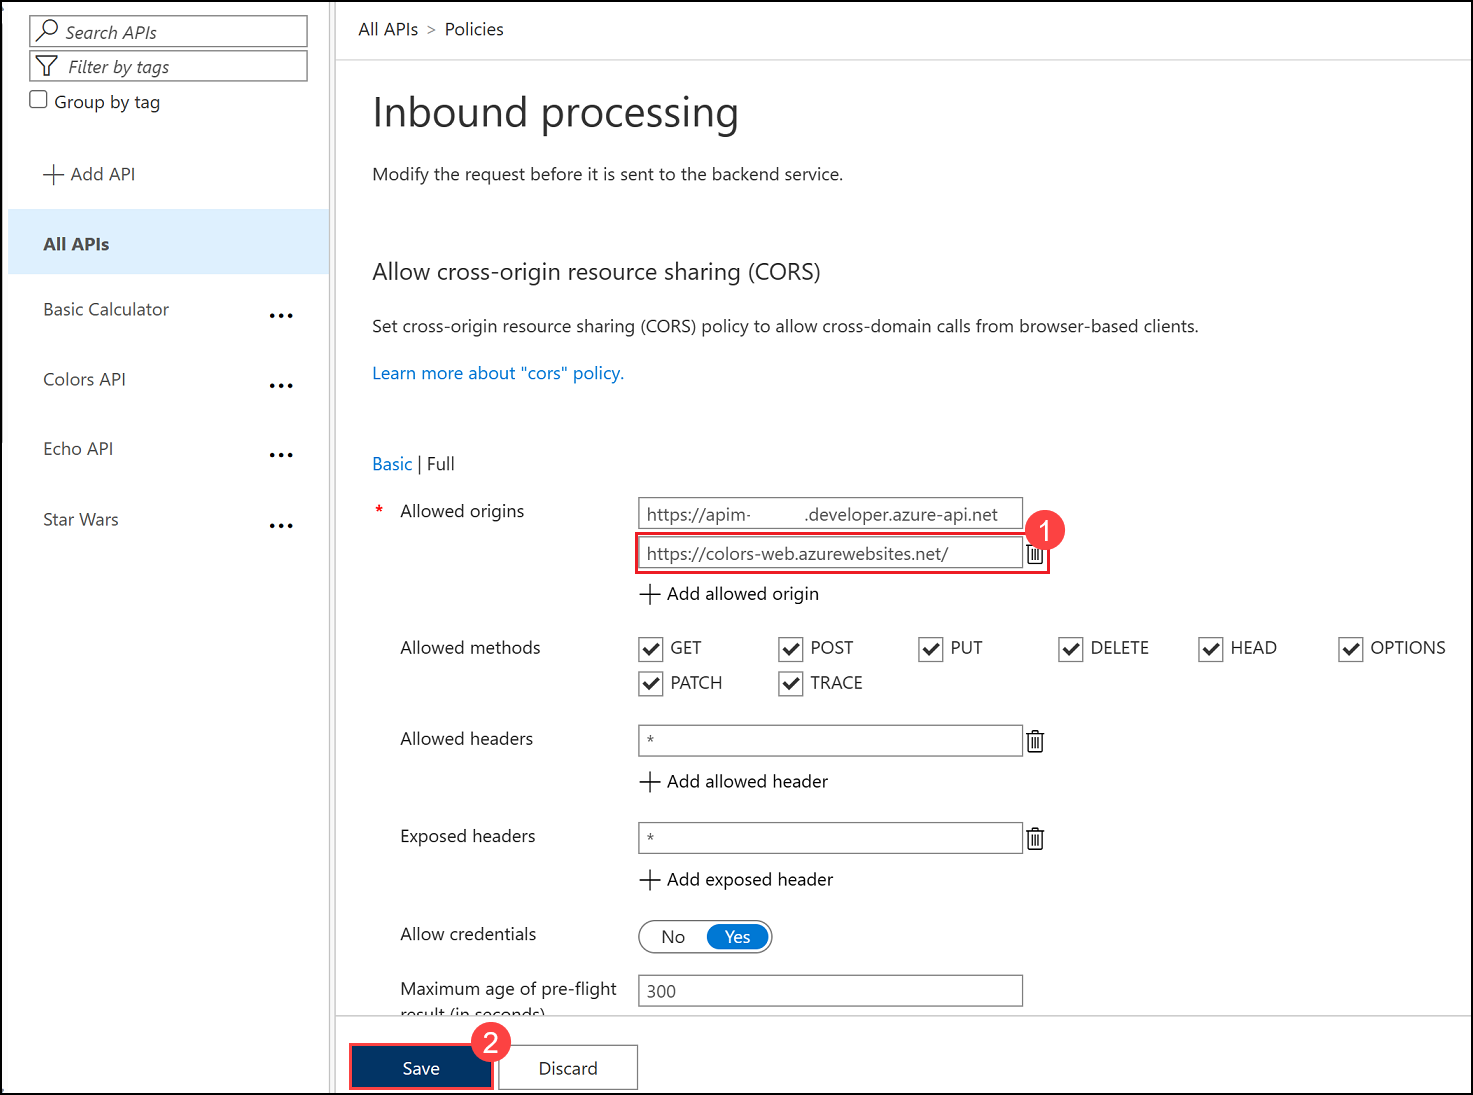 Search APIs
Filter by tags
Group by tag
Add API
All APIs
Basic Calculator
Colors API
Echo API
Star Wars
All APIs > Policies
Inbound processing
Modify the request before it is sent to the backend service.
Allow cross-origin resource sharing (CORS)
Set cross-origin resource sharing (CORS) policy to allow cross-domain calls from browser-based clients.
Learn more about "cors" policy.
Basic | Full
* Allowed origins
https://apim- .developer.azure-api.net
1
https://colors-web.azurewebsites.net/
Add allowed origin
Allowed methods GET POST PUT DELETE HEAD OPTIONS
PATCH TRACE
Allowed headers *
Add allowed header
Exposed headers *
Add exposed header
Allow credentials No Yes
Maximum age of pre-flight 300
result (in seconds)
2
Save Discard